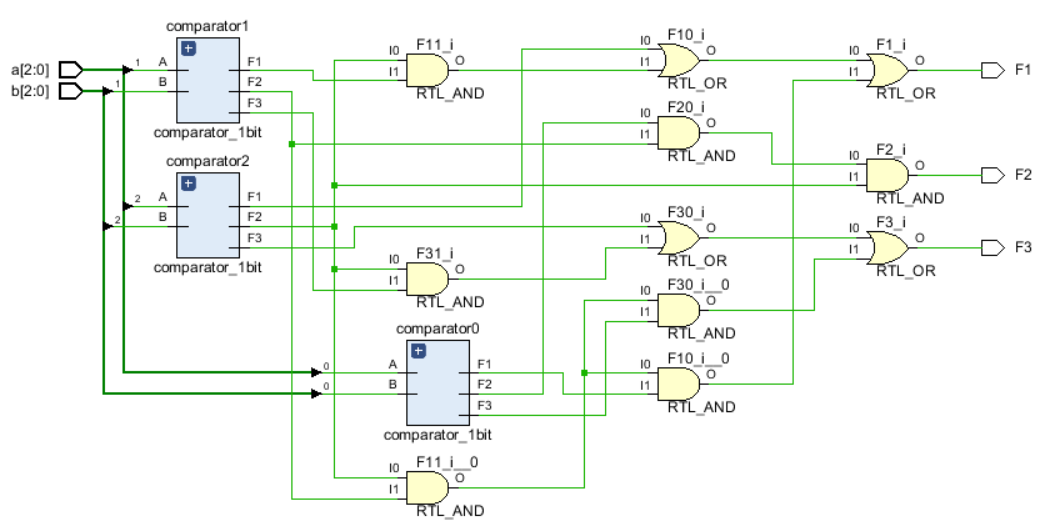 comparator1
a[2:0]
b[2:0]
1
1
A
B
F1
F2
F3
comparator_1bit
comparator2
2
2
A
B
F1
F2
F3
comparator_1bit
F11_i
I0
I1
O
RTL_AND
F31_i
I0
I1
O
RTL_AND
comparator0
0
0
A
B
F1
F2
F3
comparator_1bit
F11_i__0
I0
I1
O
RTL_AND
F10_i
I0
I1
O
RTL_OR
F20_i
I0
I1
O
RTL_AND
F30_i
I0
I1
O
RTL_OR
F30_i__0
I0
I1
O
RTL_AND
F10_i__0
I0
I1
O
RTL_AND
F1_i
I0
I1
O
RTL_OR
F1
F2_i
I0
I1
O
RTL_AND
F2
F3_i
I0
I1
O
RTL_OR
F3